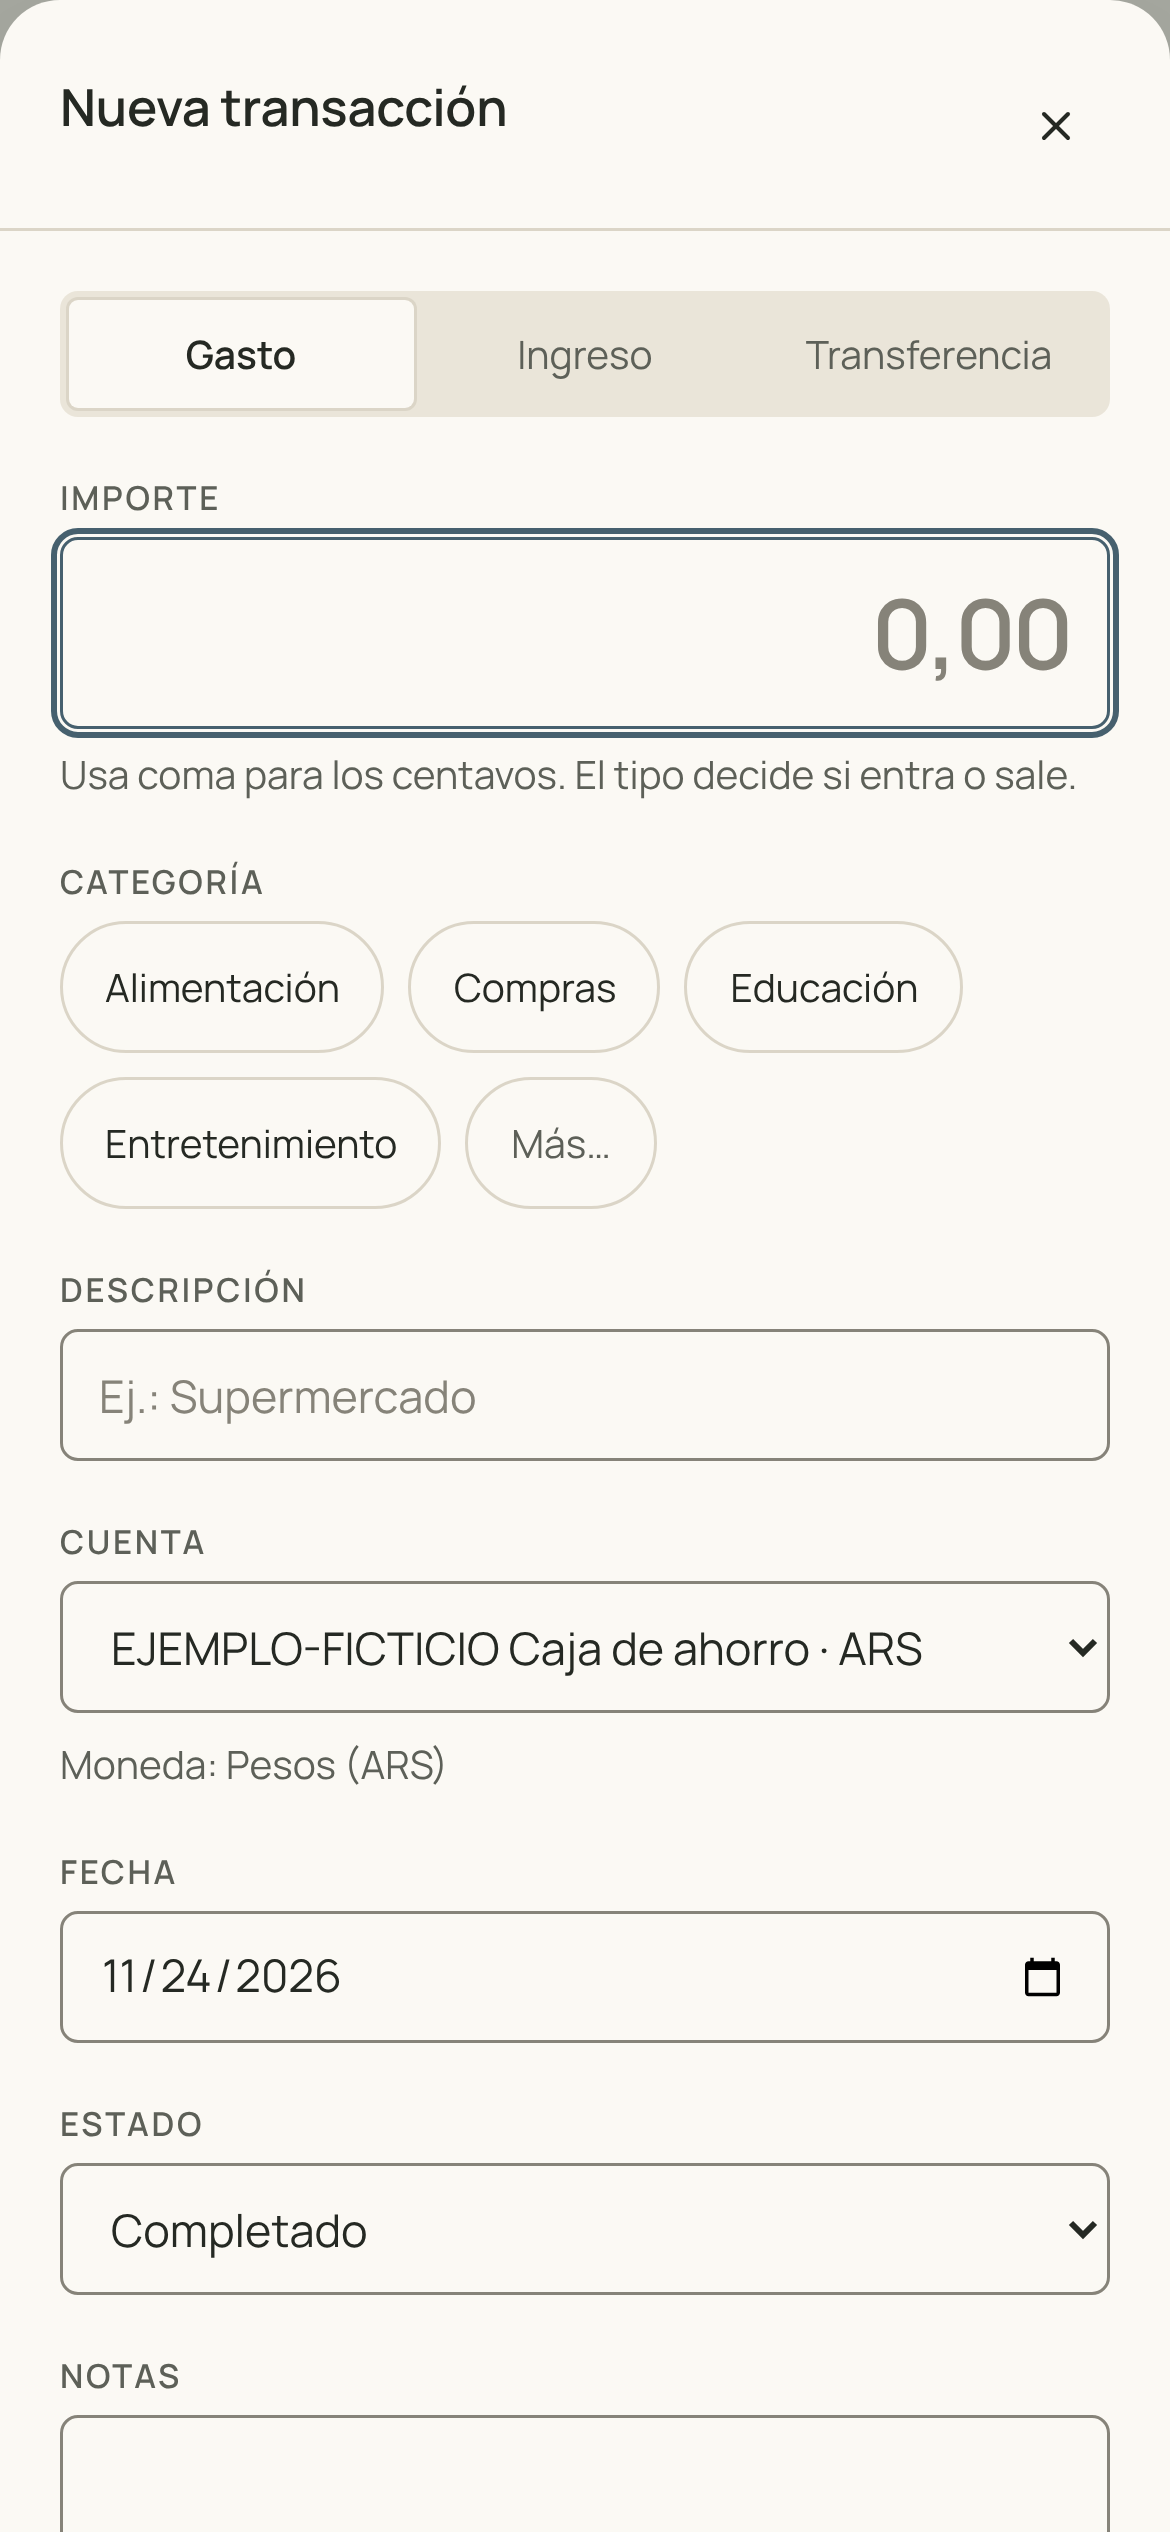 Nueva transacción
Gasto Ingreso Transferencia
IMPORTE
0,00
Usa coma para los centavos. El tipo decide si entra o sale.
CATEGORÍA
Alimentación Compras Educación
Entretenimiento Más...
DESCRIPCIÓN
Ej.: Supermercado
CUENTA
EJEMPLO-FICTICIO Caja de ahorro · ARS
Moneda: Pesos (ARS)
FECHA
11/24/2026
ESTADO
Completado
NOTAS